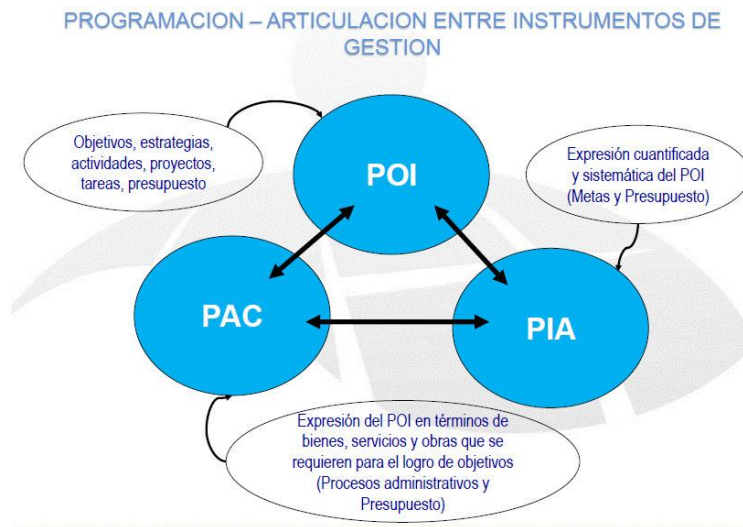 PROGRAMACION – ARTICULACION ENTRE INSTRUMENTOS DE
GESTION
Objetivos, estrategias,
actividades, proyectos,
tareas, presupuesto
POI
Expresión cuantificada
y sistemática del POI
(Metas y Presupuesto)
PAC
PIA
Expresión del POI en términos de
bienes, servicios y obras que se
requieren para el logro de objetivos
(Procesos administrativos y
Presupuesto)